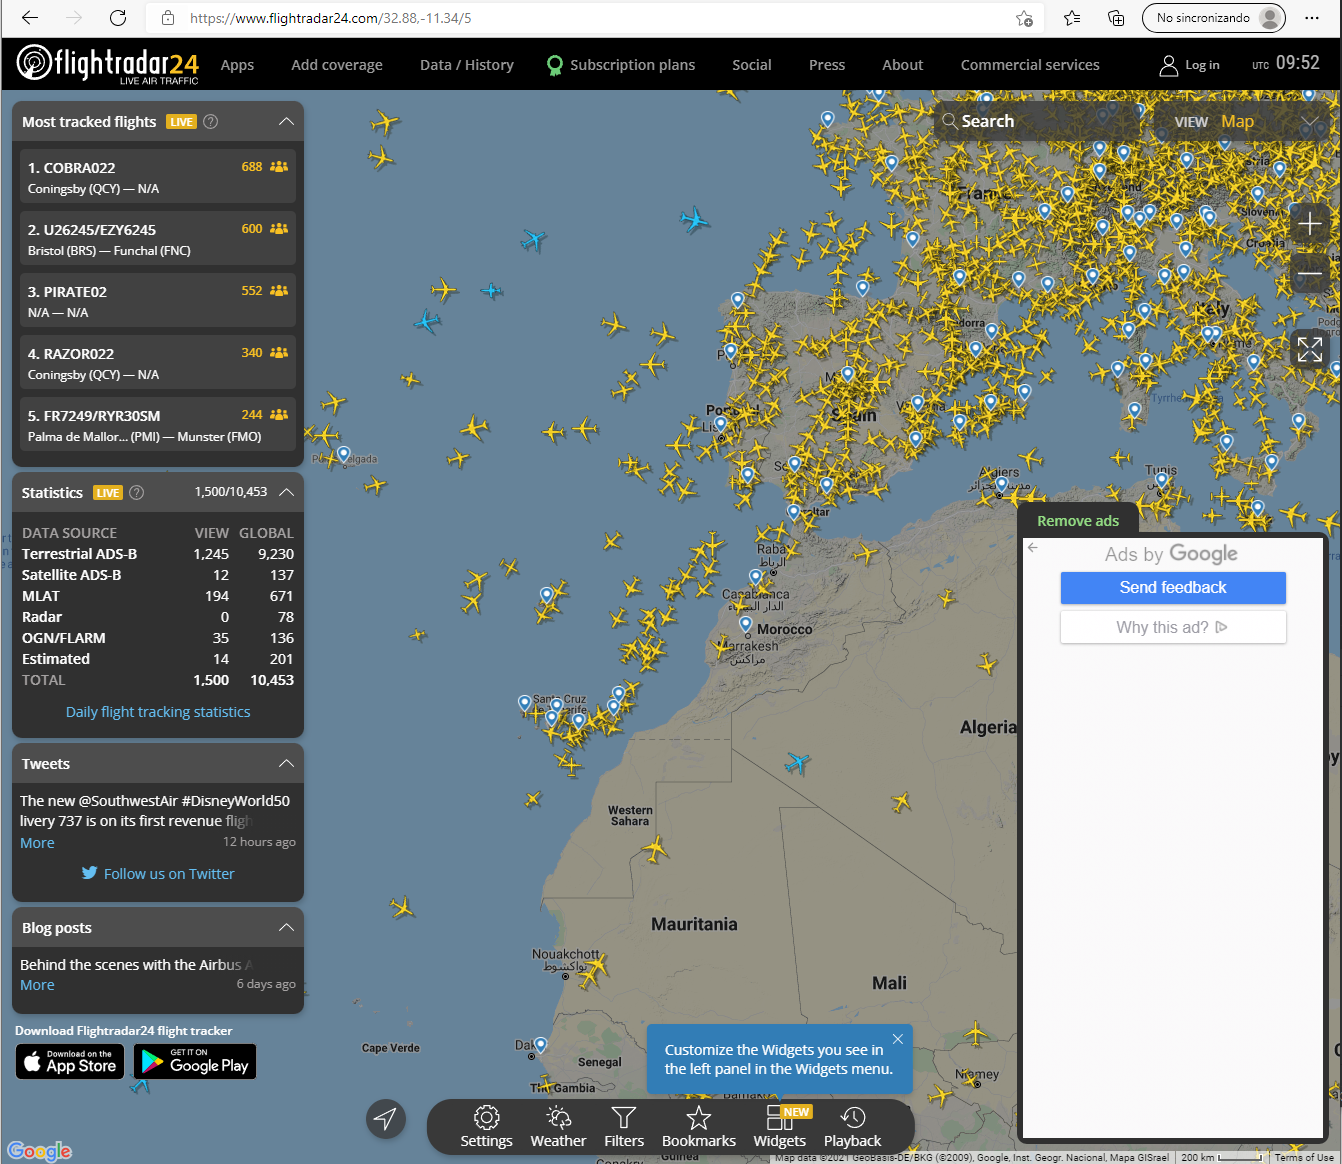 https://www.flightradar24.com/32.88,-11.34/5
No sincronizando
flightradar24
LIVE AIR TRAFFIC
Apps
Add coverage
Data / History
Subscription plans
Social
Press
About
Commercial services
Log in
UTC 09:52
Most tracked flights LIVE ?
1. COBRA022 688
Coningsby (QCY) — N/A
2. U26245/EZY6245 600
Bristol (BRS) — Funchal (FNC)
3. PIRATE02 552
N/A — N/A
4. RAZOR022 340
Coningsby (QCY) — N/A
5. FR7249/RYR30SM 244
Palma de Mallor... (PMI) — Munster (FMO)
Statistics LIVE ? 1,500/10,453
DATA SOURCE VIEW GLOBAL
Terrestrial ADS-B 1,245 9,230
Satellite ADS-B 12 137
MLAT 194 671
Radar 0 78
OGN/FLARM 35 136
Estimated 14 201
TOTAL 1,500 10,453
Daily flight tracking statistics
Tweets
The new @SouthwestAir #DisneyWorld50
livery 737 is on its first revenue fligh
More 12 hours ago
Follow us on Twitter
Blog posts
Behind the scenes with the Airbus A
More 6 days ago
Download Flightradar24 flight tracker
Download on the
App Store
GET IT ON
Google Play
Google
Search
VIEW Map
Spain
Algiers
Tunis
Rabat
الرباط
Casablanca
الدار البيضاء
Morocco
Marrakesh
مراكش
Santa Cruz
Algeria
Western
Sahara
Mauritania
Nouakchott
نواكشوط
Mali
Cape Verde
Senegal
The Gambia
Niamey
Remove ads
Ads by Google
Send feedback
Why this ad?
Customize the Widgets you see in
the left panel in the Widgets menu.
Settings
Weather
Filters
Bookmarks
NEW
Widgets
Playback
Map data ©2021 GeoBasis-DE/BKG (©2009), Google, Inst. Geogr. Nacional, Mapa GISrael
200 km
Terms of Use